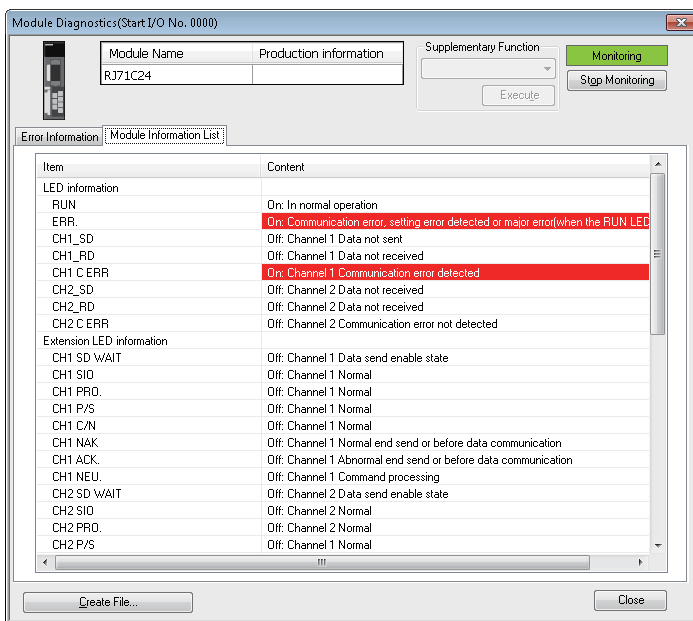 Module Diagnostics(Start I/O No. 0000)
Module Name Production information
RJ71C24
Supplementary Function
Execute
Monitoring
Stop Monitoring
Error Information Module Information List
Item Content
LED information
RUN On: In normal operation
ERR. On: Communication error, setting error detected or major error(when the RUN LED
CH1_SD Off: Channel 1 Data not sent
CH1_RD Off: Channel 1 Data not received
CH1 C ERR On: Channel 1 Communication error detected
CH2_SD Off: Channel 2 Data not received
CH2_RD Off: Channel 2 Data not received
CH2 C ERR Off: Channel 2 Communication error not detected
Extension LED information
CH1 SD WAIT Off: Channel 1 Data send enable state
CH1 SIO Off: Channel 1 Normal
CH1 PRO. Off: Channel 1 Normal
CH1 P/S Off: Channel 1 Normal
CH1 C/N Off: Channel 1 Normal
CH1 NAK Off: Channel 1 Normal end send or before data communication
CH1 ACK. Off: Channel 1 Abnormal end send or before data communication
CH1 NEU. Off: Channel 1 Command processing
CH2 SD WAIT Off: Channel 2 Data send enable state
CH2 SIO Off: Channel 2 Normal
CH2 PRO. Off: Channel 2 Normal
CH2 P/S Off: Channel 1 Normal
Create File...
Close